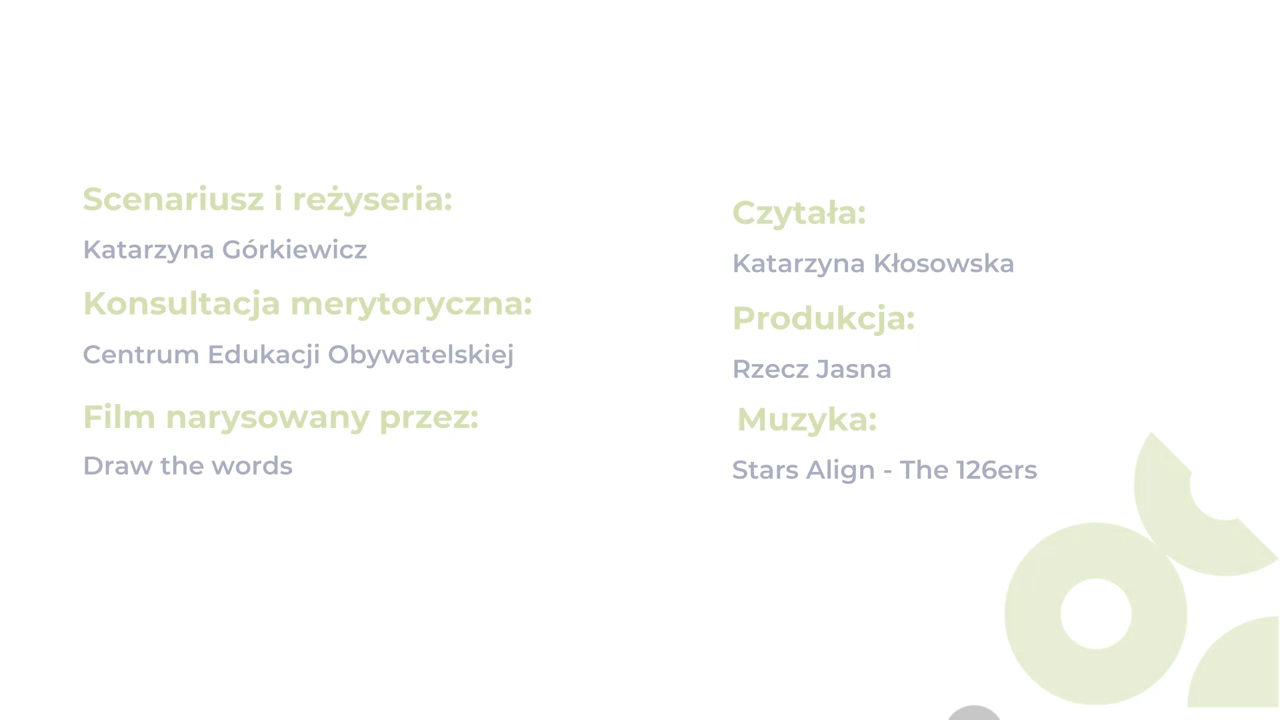 Scenariusz i reżyseria:
Katarzyna Górkiewicz
Konsultacja merytoryczna:
Centrum Edukacji Obywatelskiej
Film narysowany przez:
Draw the words
Czytała:
Katarzyna Kłosowska
Produkcja:
Rzecz Jasna
Muzyka:
Stars Align - The 126ers